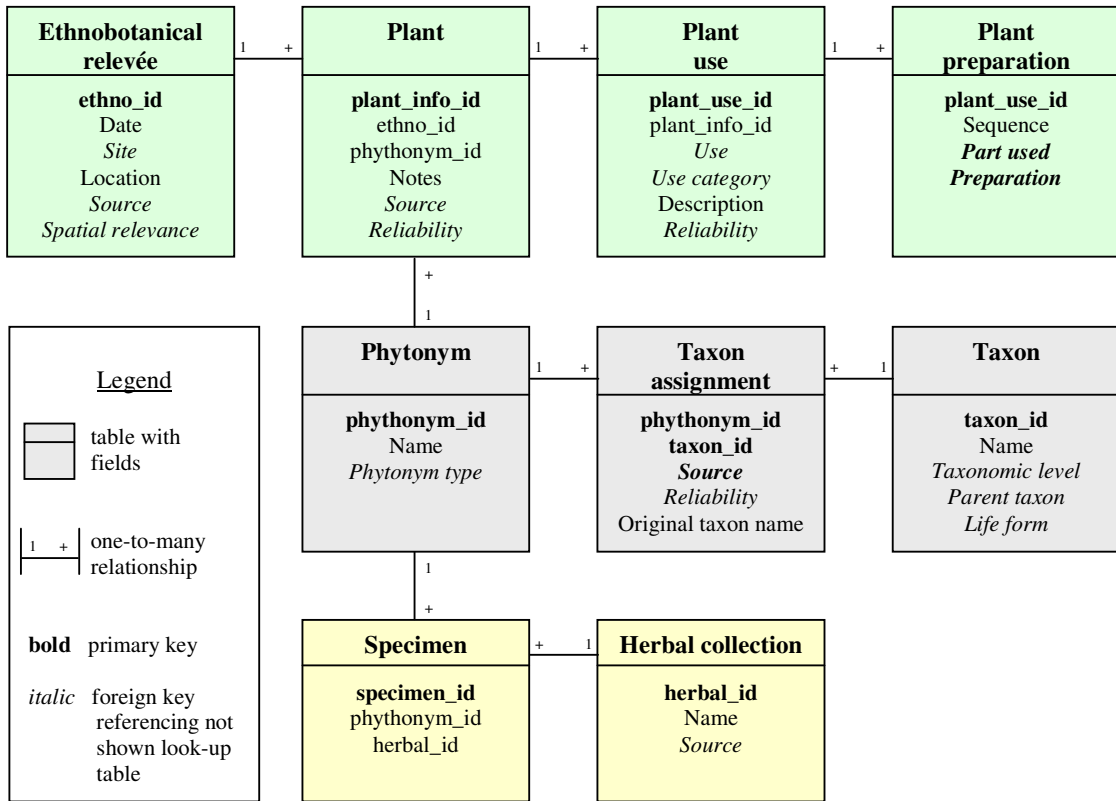 Ethnobotanical
relevée
1 +
Plant
1 +
Plant
use
1 +
Plant
preparation
ethno_id
Date
Site
Location
Source
Spatial relevance
plant_info_id
ethno_id
phythonym_id
Notes
Source
Reliability
plant_use_id
plant_info_id
Use
Use category
Description
Reliability
plant_use_id
Sequence
Part used
Preparation
+
1
Legend
table with
fields
1 +
one-to-many
relationship
bold primary key
italic foreign key
referencing not
shown look-up
table
Phytonym
1 +
Taxon
assignment
+ 1
Taxon
phythonym_id
Name
Phytonym type
phythonym_id
taxon_id
Source
Reliability
Original taxon name
taxon_id
Name
Taxonomic level
Parent taxon
Life form
1
+
Specimen
+ 1
Herbal collection
specimen_id
phythonym_id
herbal_id
herbal_id
Name
Source